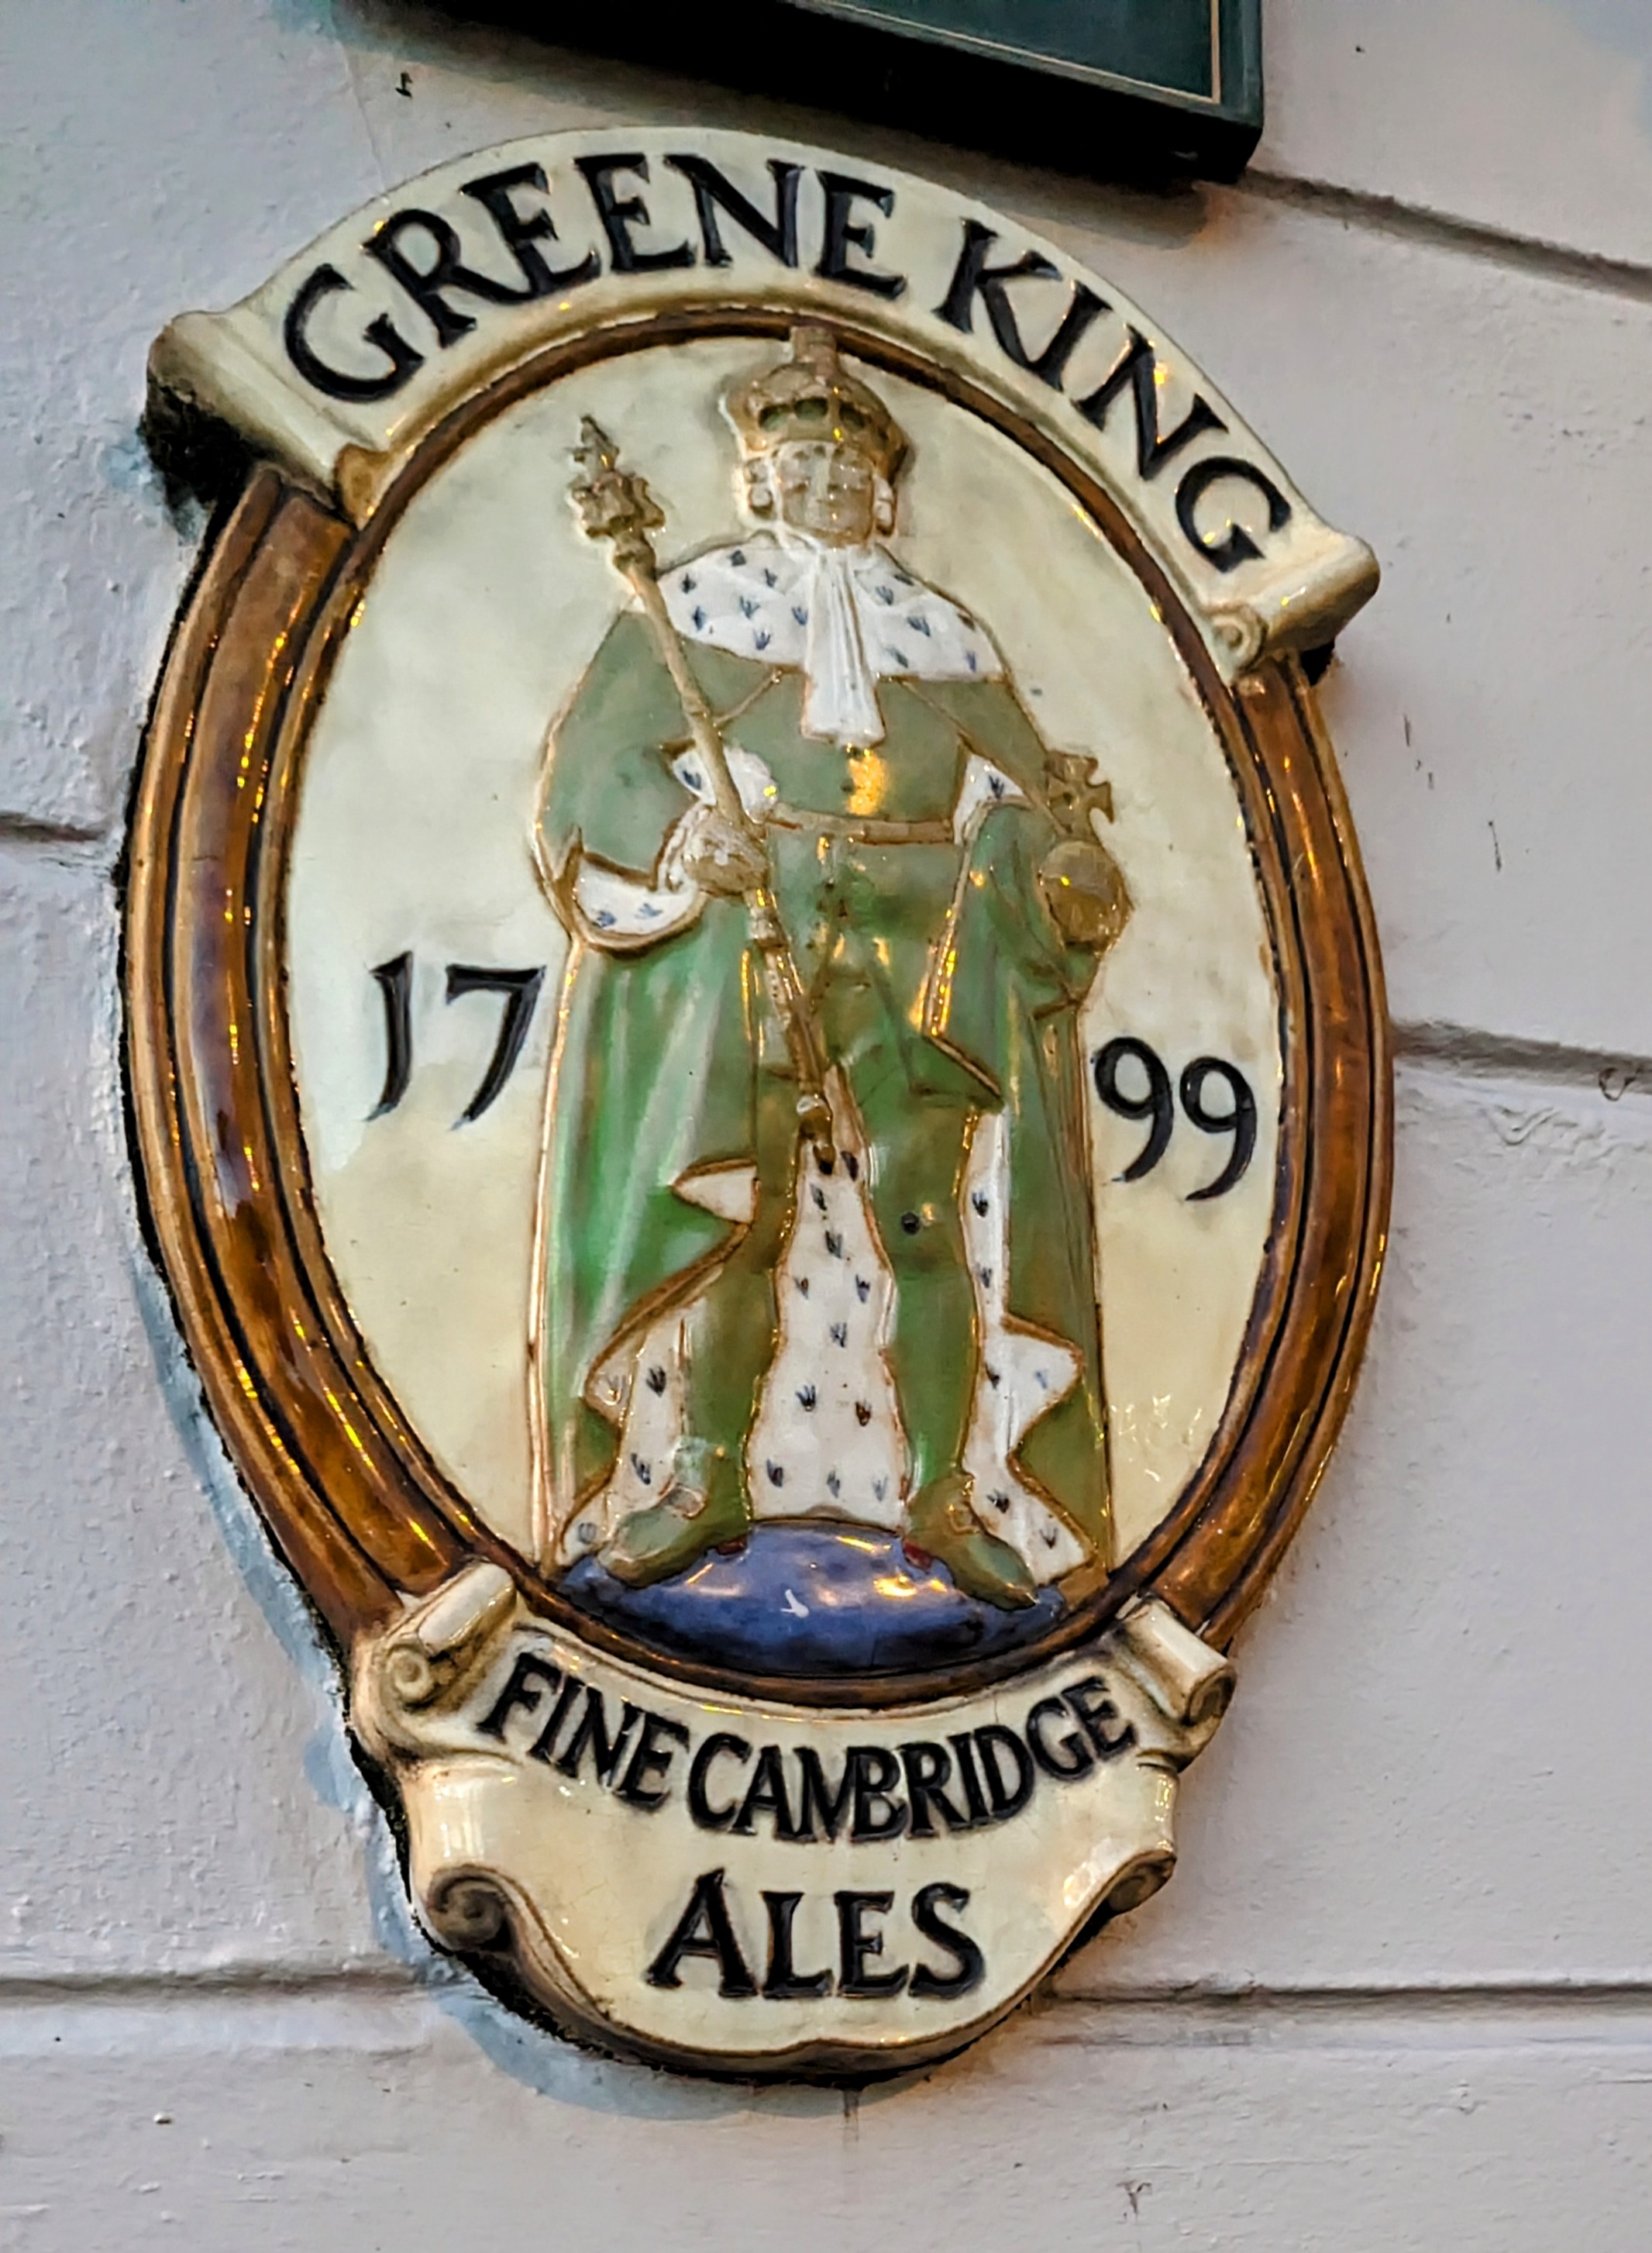 GREENE KING
17 99
FINE CAMBRIDGE
ALES